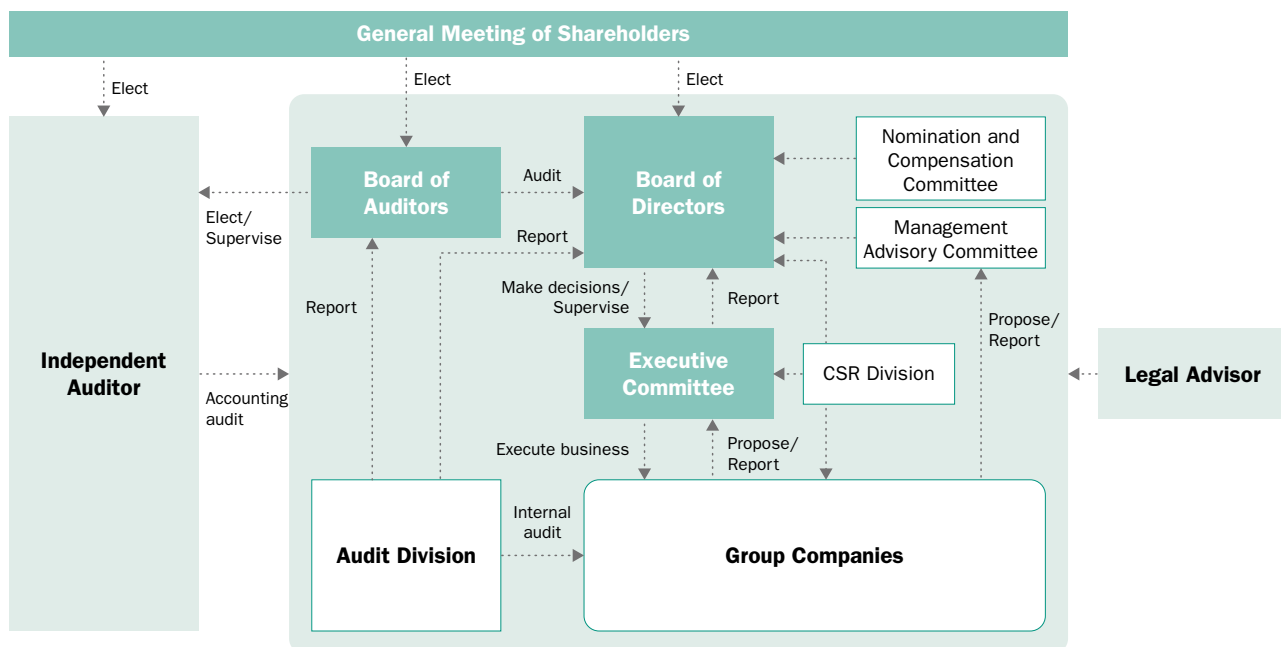 General Meeting of Shareholders
Elect
Elect
Elect
Nomination and
Compensation
Committee
Board of
Auditors
Audit
Board of
Directors
Elect/
Supervise
Report
Management
Advisory Committee
Make decisions/
Supervise
Report
Report
Propose/
Report
Independent
Auditor
Executive
Committee
CSR Division
Legal Advisor
Accounting
audit
Execute business
Propose/
Report
Internal
audit
Audit Division
Group Companies